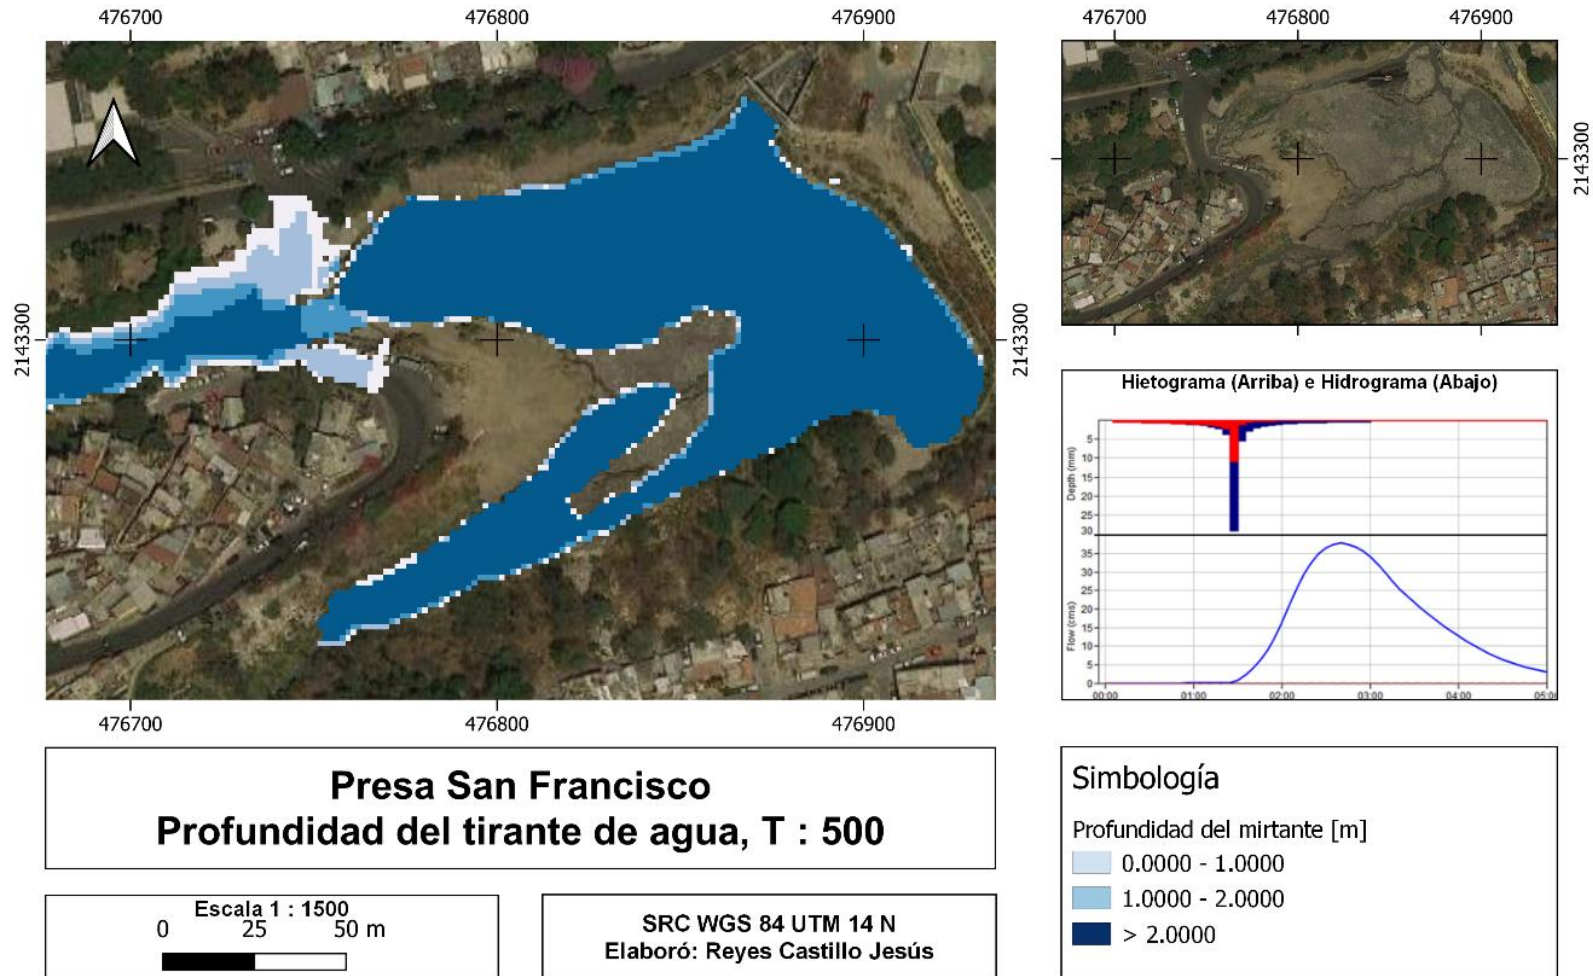 476700 476800 476900
476700 476800 476900
2143300
2143300
2143300
476700 476800 476900
Hietograma (Arriba) e Hidrograma (Abajo)
Depth (mm)
5
10
15
20
25
30
Flow (cms)
35
30
25
20
15
10
5
0
00:00 01:00 02:00 03:00 04:00
Presa San Francisco
Profundidad del tirante de agua, T : 500
Escala 1 : 1500
0 25 50 m
SRC WGS 84 UTM 14 N
Elaboró: Reyes Castillo Jesús
Simbología
Profundidad del mirtante [m]
0.0000 - 1.0000
1.0000 - 2.0000
> 2.0000